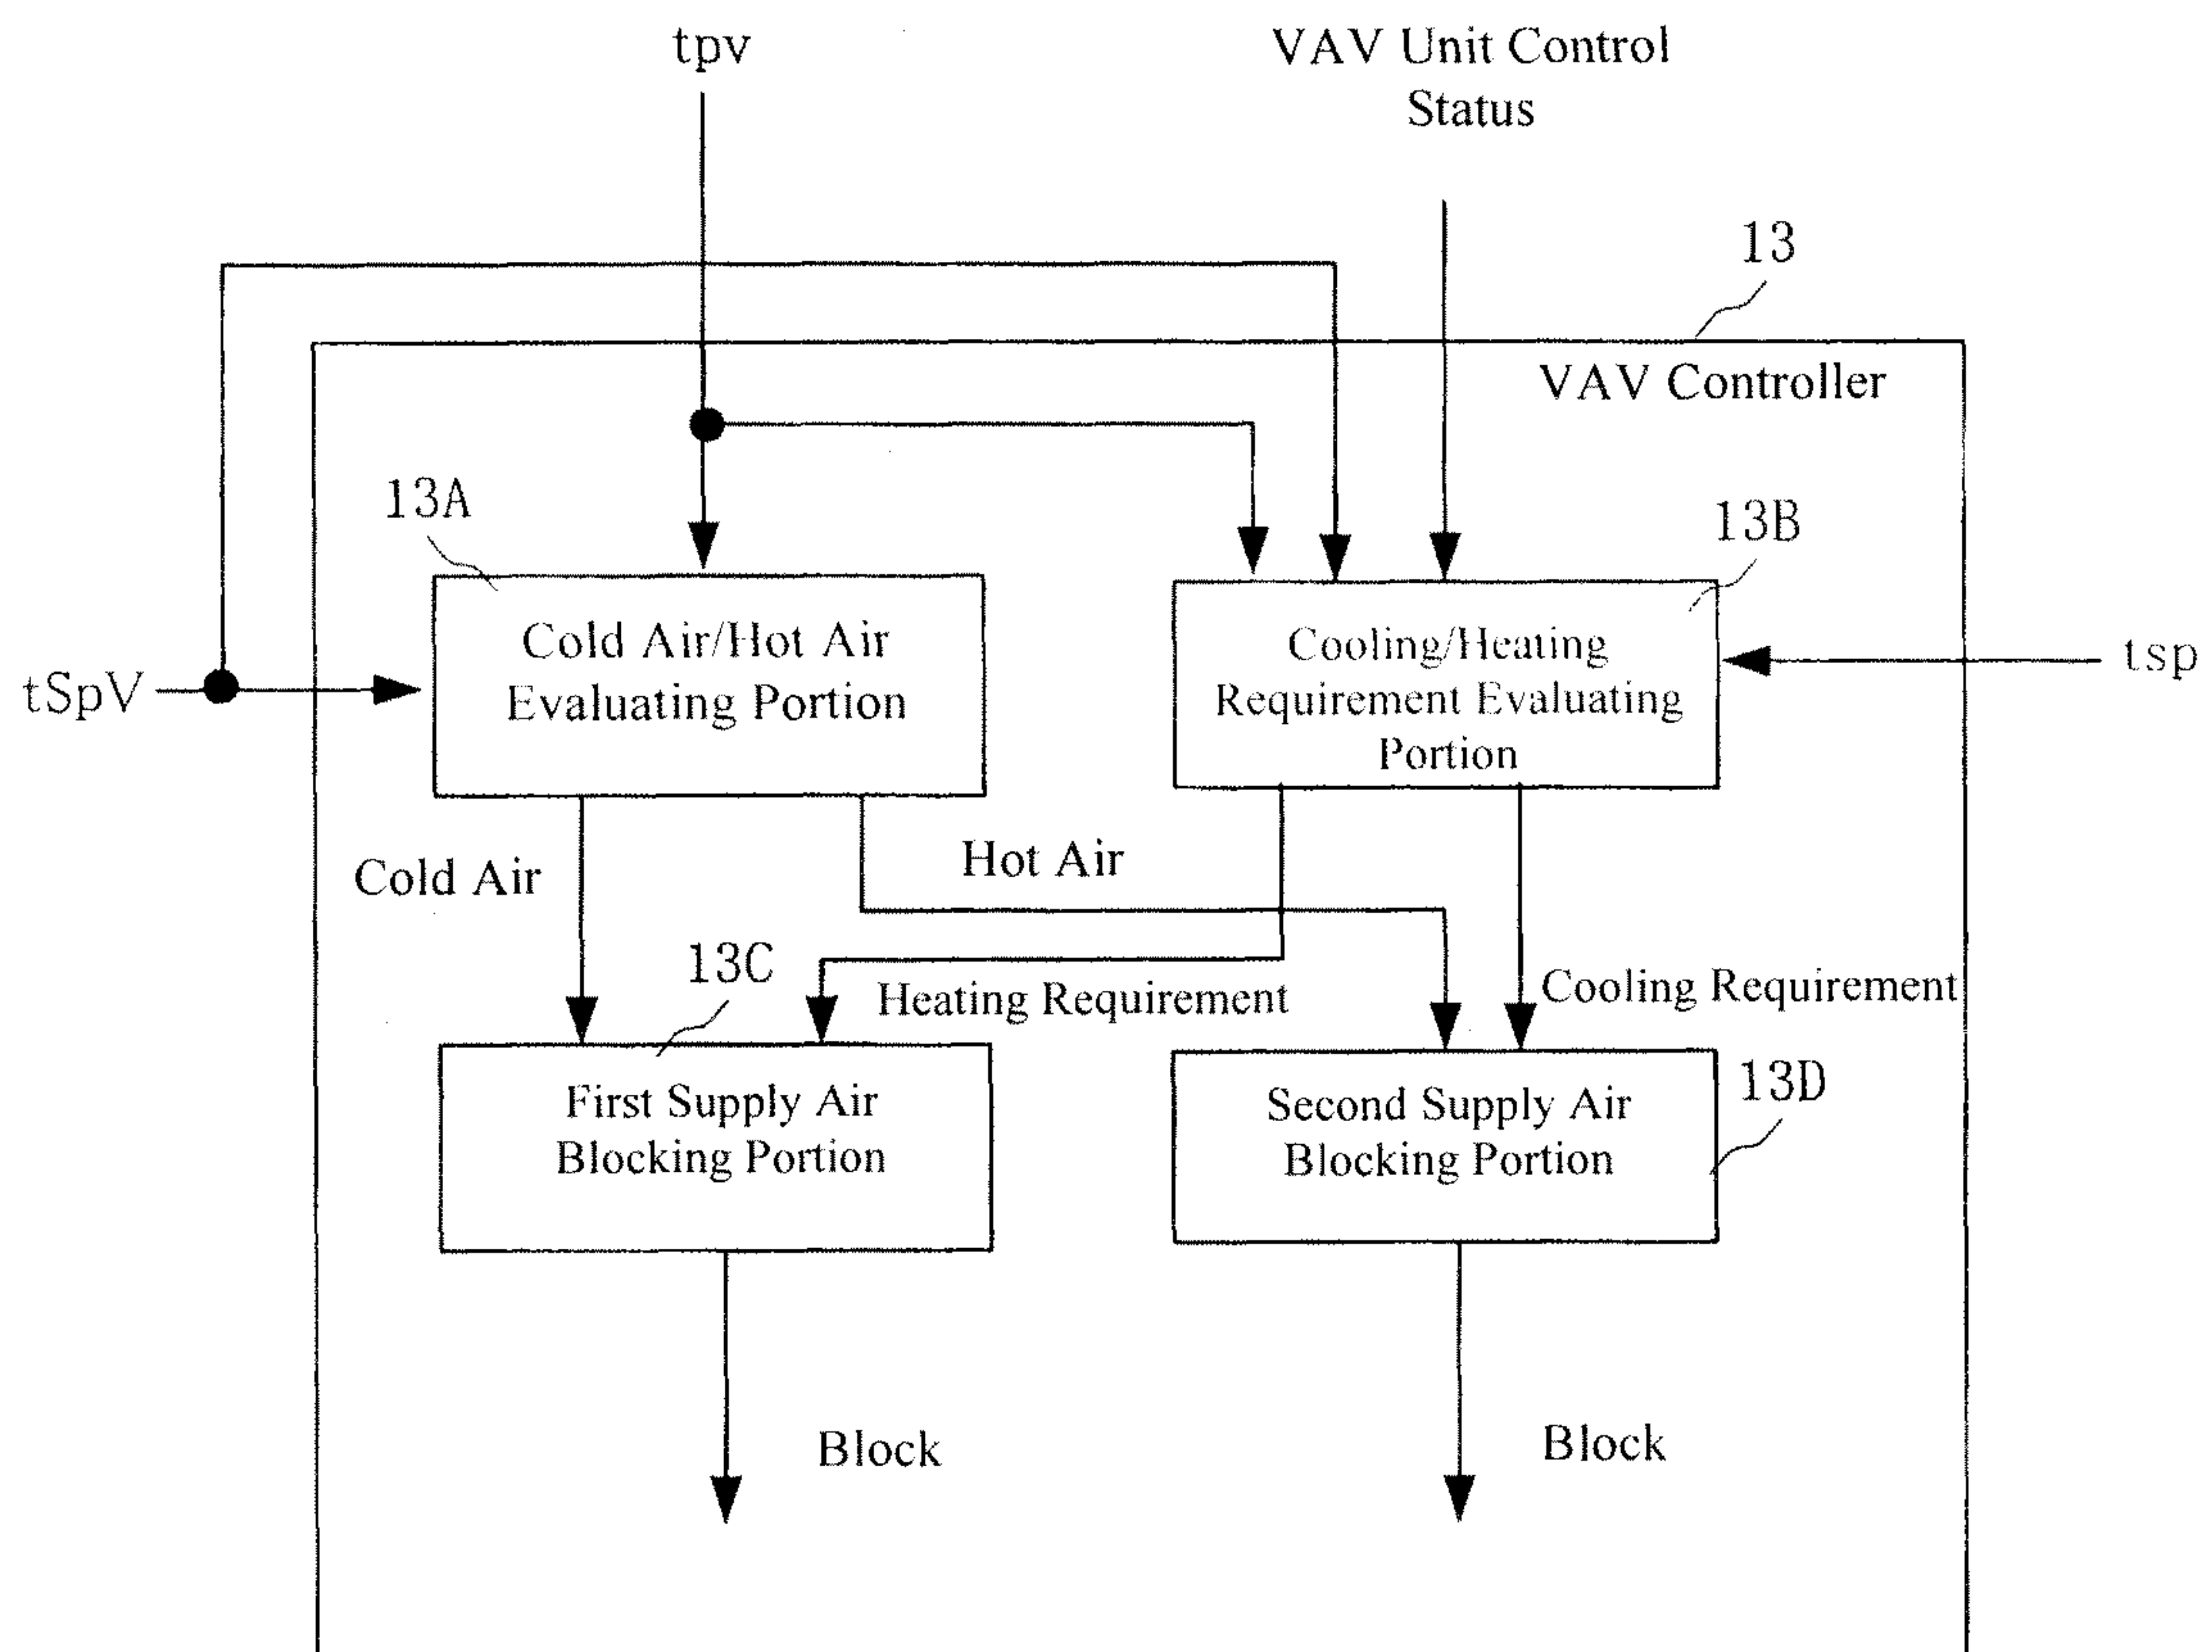 tpv
VAV Unit Control
Status
13
VAV Controller
13A
13B
Cold Air/Hot Air
Evaluating Portion
Cooling/Heating
Requirement Evaluating
Portion
tSpV
tsp
Cold Air
Hot Air
13C
Heating Requirement
Cooling Requirement
First Supply Air
Blocking Portion
Second Supply Air
Blocking Portion
13D
Block
Block